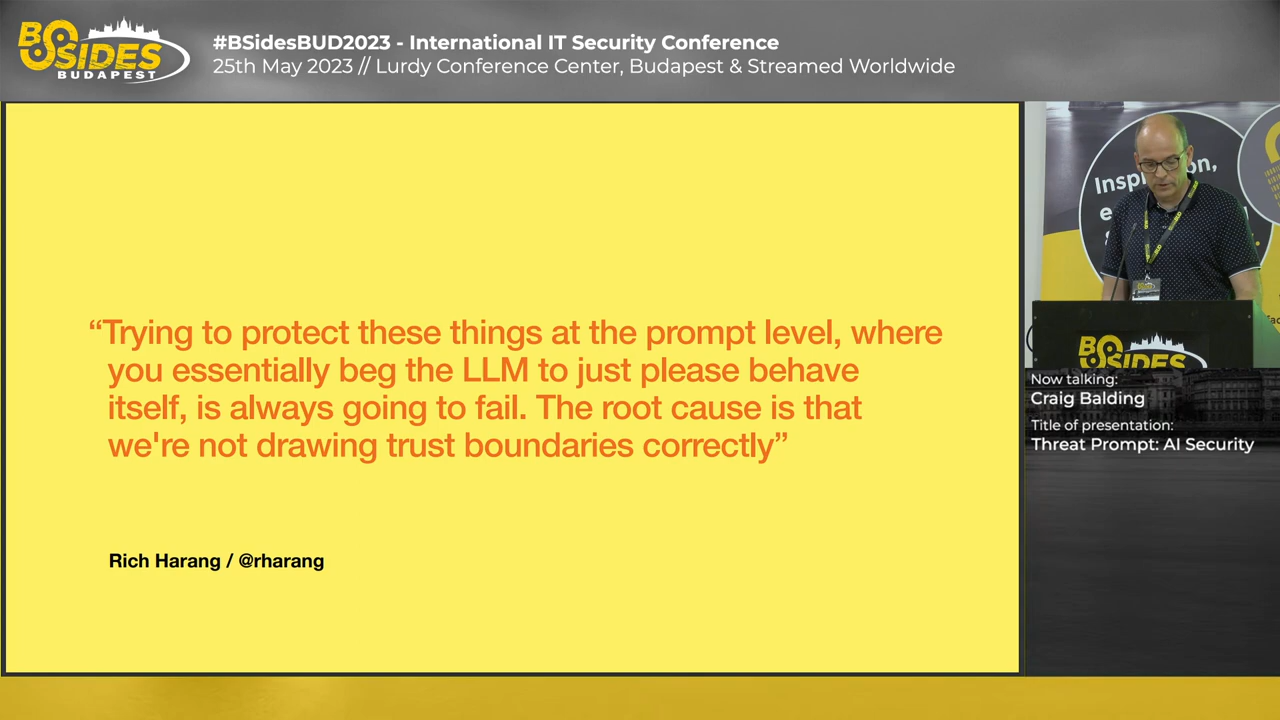 BSIDES
BUDAPEST
#BSidesBUD2023 - International IT Security Conference
25th May 2023 // Lurdy Conference Center, Budapest & Streamed Worldwide
“Trying to protect these things at the prompt level, where
you essentially beg the LLM to just please behave
itself, is always going to fail. The root cause is that
we're not drawing trust boundaries correctly”
Rich Harang / @rharang
BSIDES
Now talking:
Craig Balding
Title of presentation:
Threat Prompt: AI Security